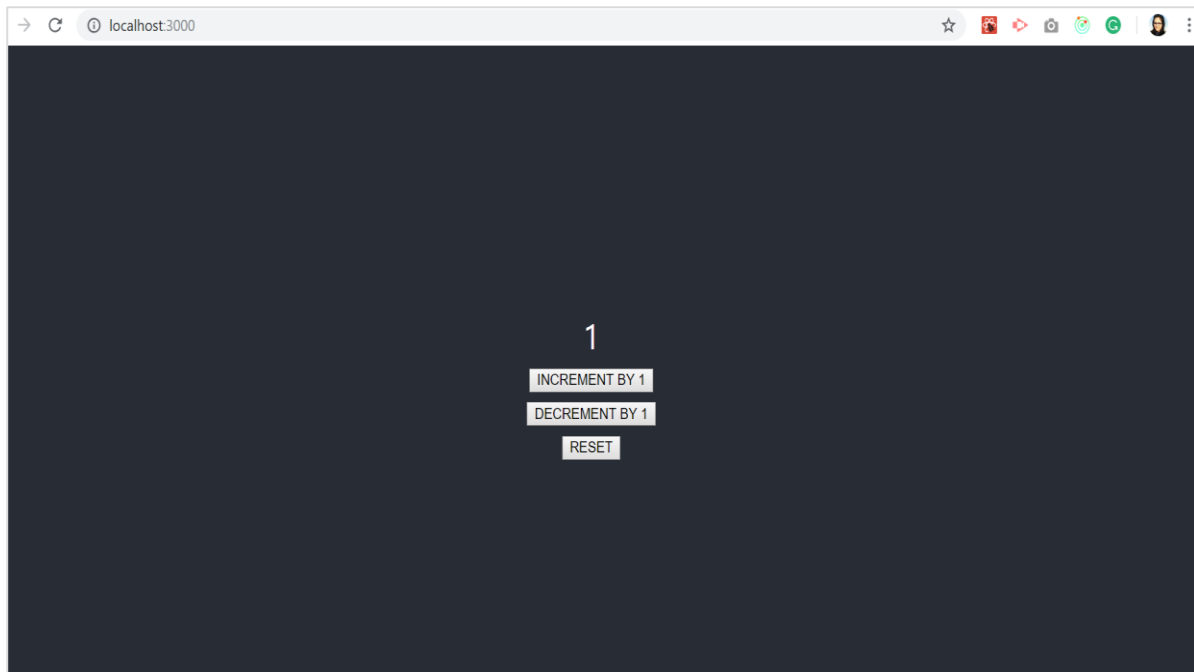 localhost:3000
1
INCREMENT BY 1
DECREMENT BY 1
RESET